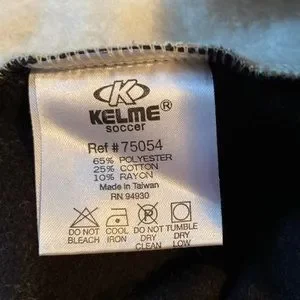 K
KELME®
soccer
Ref #75054
65% POLYESTER
25% COTTON
10% RAYON
Made in Taiwan
RN 94930
P
DO NOT COOL DO NOT TUMBLE
BLEACH IRON DRY DRY
CLEAN LOW